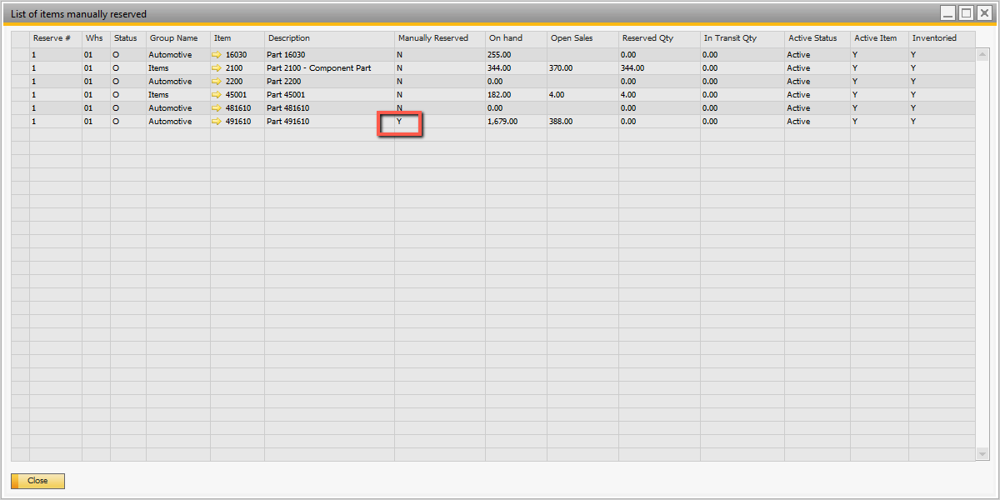 List of items manually reserved
Reserve # Whs Status Group Name Item Description Manually Reserved On hand Open Sales Reserved Qty In Transit Qty Active Status Active Item Inventoried
1 01 O Automotive 16030 Part 16030 N 255.00 0.00 0.00 Active Y Y
1 01 O Items 2100 Part 2100 - Component Part N 344.00 370.00 344.00 0.00 Active Y Y
1 01 O Automotive 2200 Part 2200 N 0.00 0.00 0.00 Active Y Y
1 01 O Items 45001 Part 45001 N 182.00 4.00 4.00 0.00 Active Y Y
1 01 O Automotive 481610 Part 481610 N 0.00 0.00 0.00 Active Y Y
1 01 O Automotive 491610 Part 491610 Y 1,679.00 388.00 0.00 0.00 Active Y Y
Close